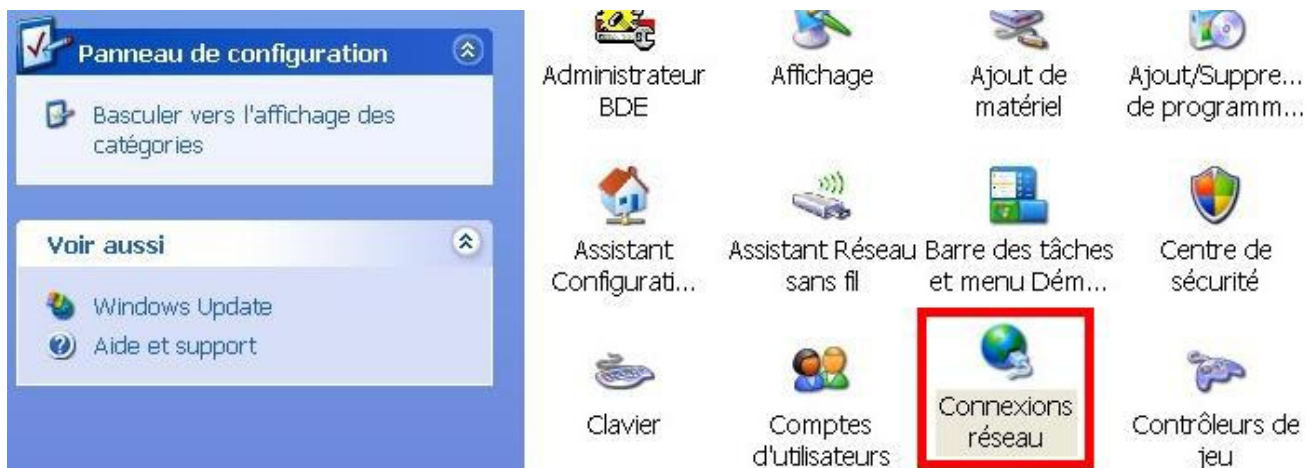 Panneau de configuration
Basculer vers l'affichage des
catégories
Voir aussi
Windows Update
Aide et support
Administrateur
BDE
Affichage
Ajout de
matériel
Ajout/Suppre...
de programm...
Assistant
Configurati...
Assistant Réseau
sans fil
Barre des tâches
et menu Dém...
Centre de
sécurité
Clavier
Comptes
d'utilisateurs
Connexions
réseau
Contrôleurs de
jeu